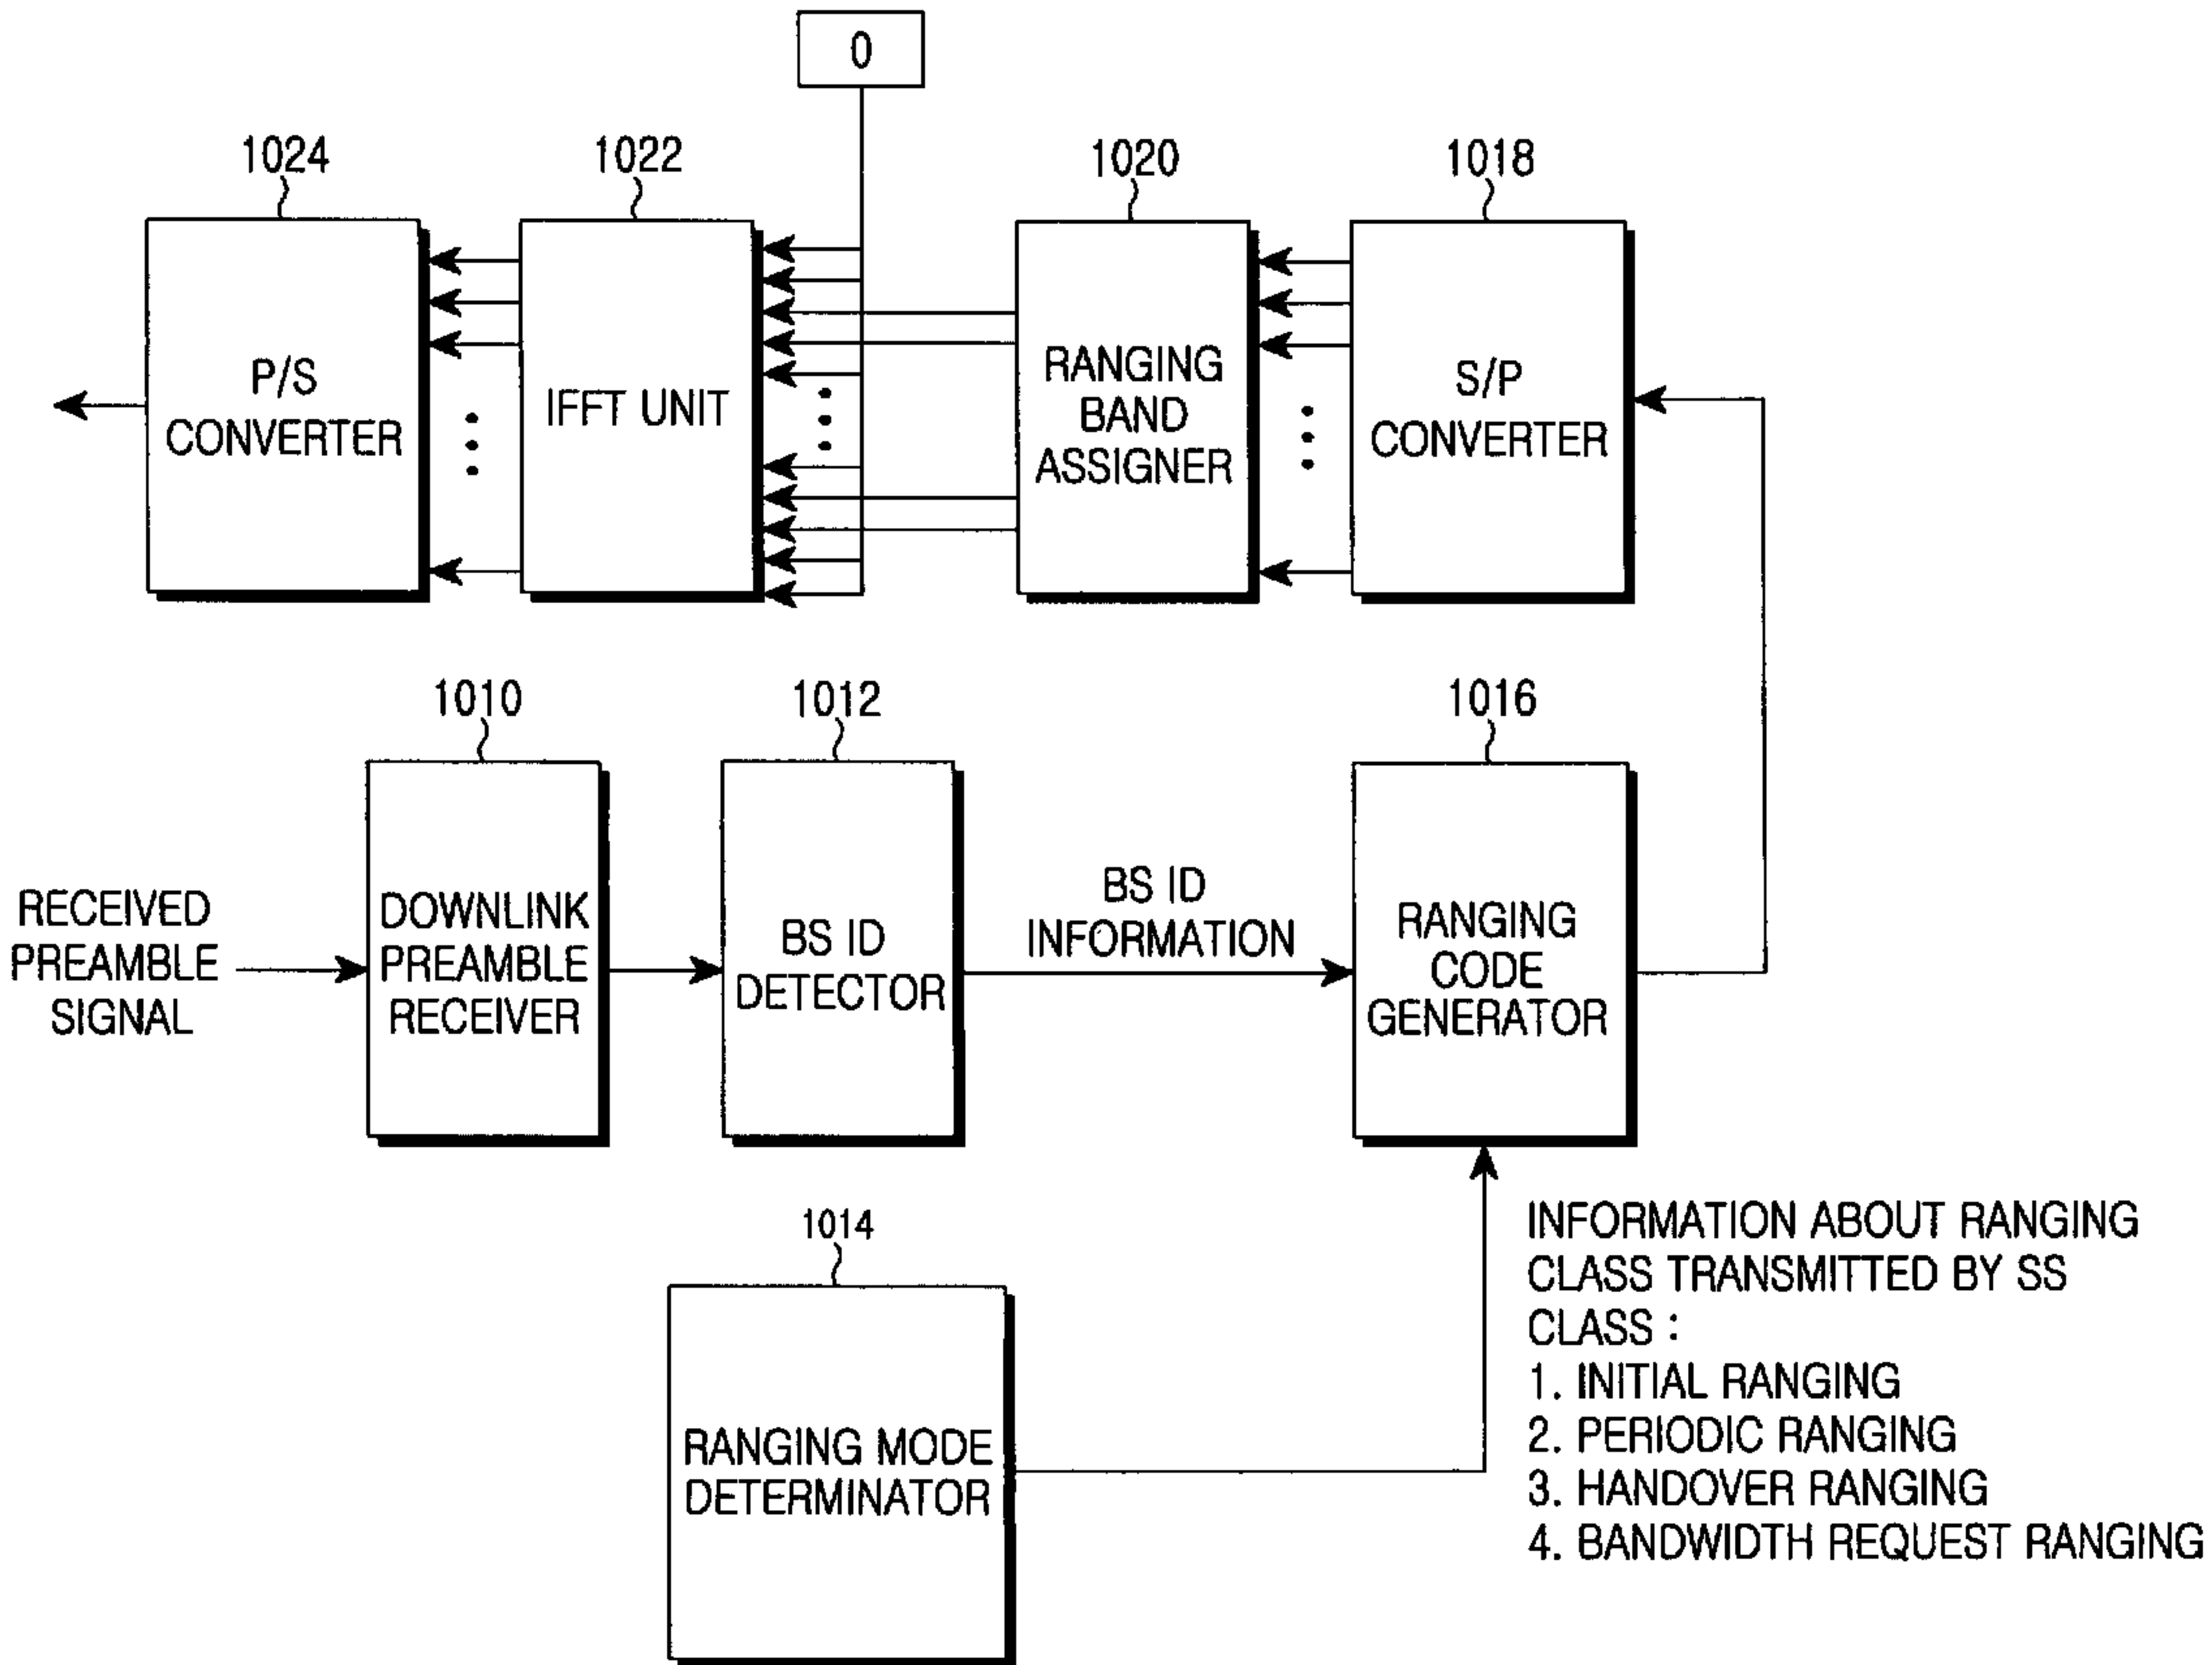 0
1024
1022
1020
1018
P/S
CONVERTER
IFFT UNIT
RANGING
BAND
ASSIGNER
S/P
CONVERTER
1010
1012
1016
RECEIVED
PREAMBLE
SIGNAL
DOWNLINK
PREAMBLE
RECEIVER
BS ID
DETECTOR
BS ID
INFORMATION
RANGING
CODE
GENERATOR
1014
RANGING MODE
DETERMINATOR
INFORMATION ABOUT RANGING
CLASS TRANSMITTED BY SS
CLASS :
1. INITIAL RANGING
2. PERIODIC RANGING
3. HANDOVER RANGING
4. BANDWIDTH REQUEST RANGING